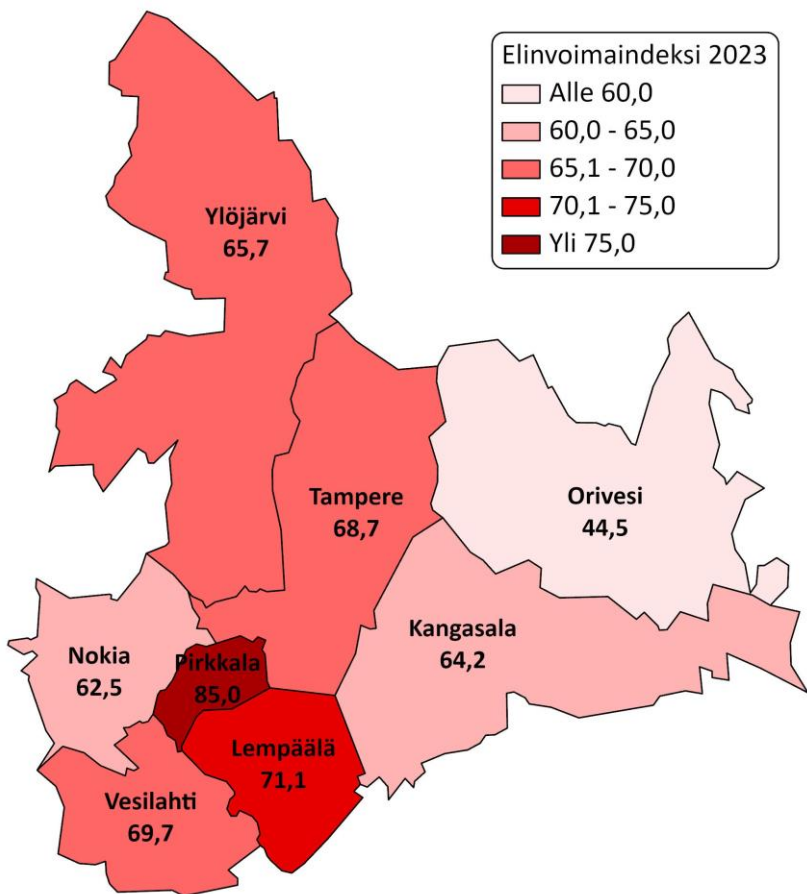 Elinvoimaindeksi 2023
Alle 60,0
60,0 - 65,0
65,1 - 70,0
70,1 - 75,0
Yli 75,0
Ylöjärvi
65,7
Tampere
68,7
Orivesi
44,5
Kangasala
64,2
Nokia
62,5
Pirkkala
85,0
Lempäälä
71,1
Vesilahti
69,7